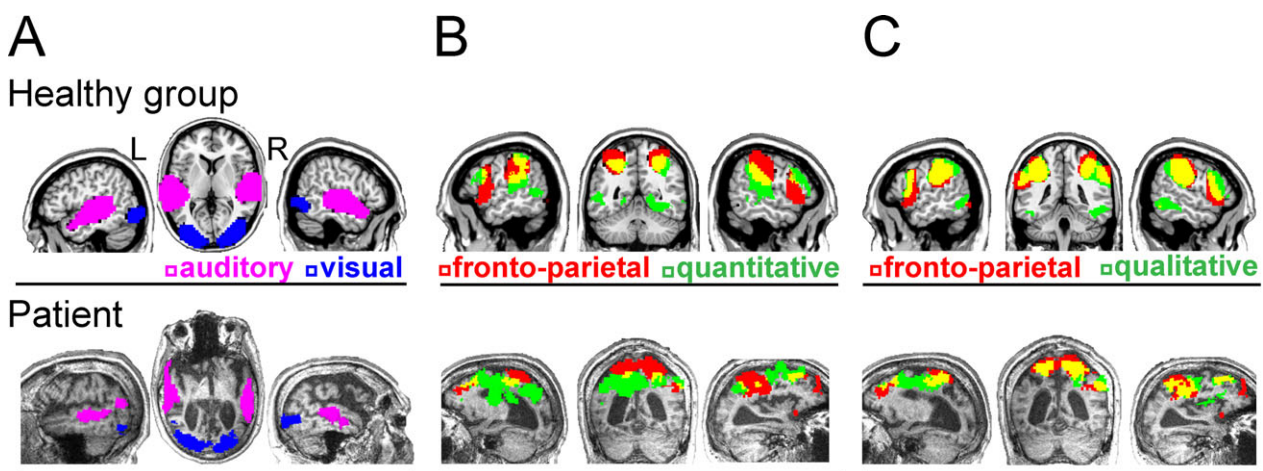 A B C
Healthy group
L R
▫auditory ▫visual ▫fronto-parietal ▫quantitative ▫fronto-parietal ▫qualitative
Patient